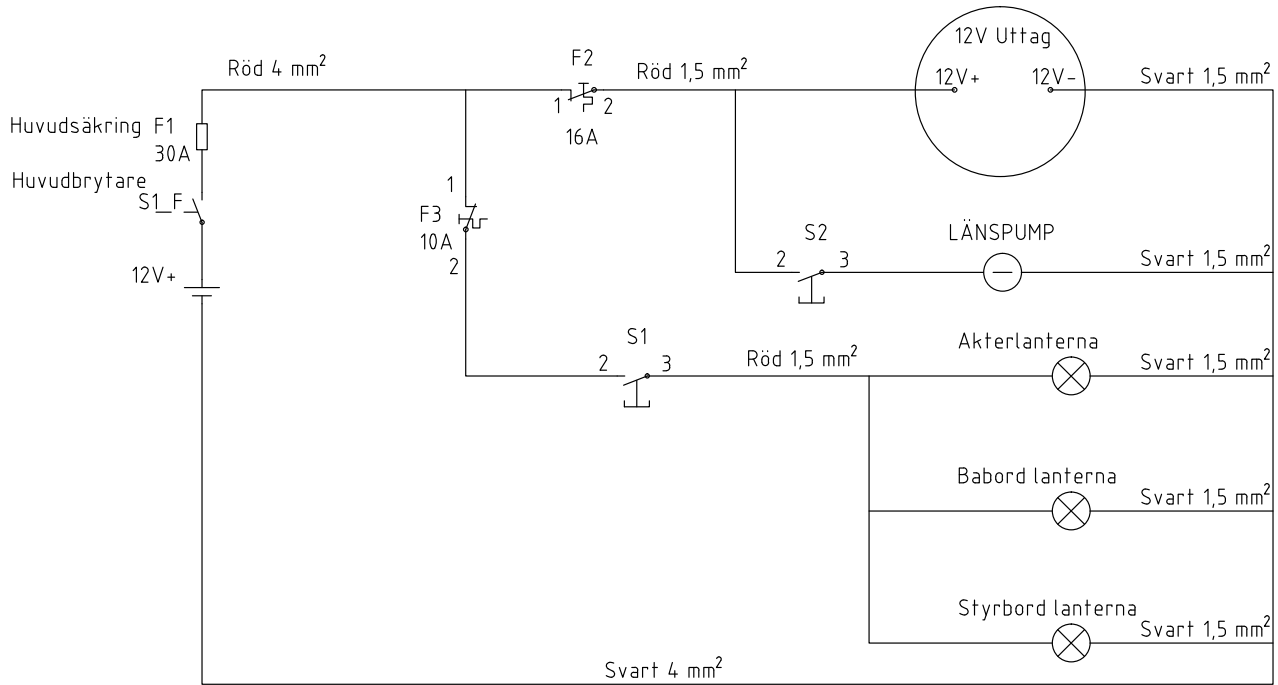 12V Uttag
F2
Röd 4 mm²
Röd 1,5 mm²
12V+
12V-
Svart 1,5 mm²
1
2
16A
Huvudsäkring F1
30A
Huvudbrytare
S1_F
1
F3
10A
2
12V+
S2
LÄNSPUMP
2
3
Svart 1,5 mm²
S1
2
3
Röd 1,5 mm²
Akterlanterna
Svart 1,5 mm²
Babord lanterna
Svart 1,5 mm²
Styrbord lanterna
Svart 1,5 mm²
Svart 4 mm²